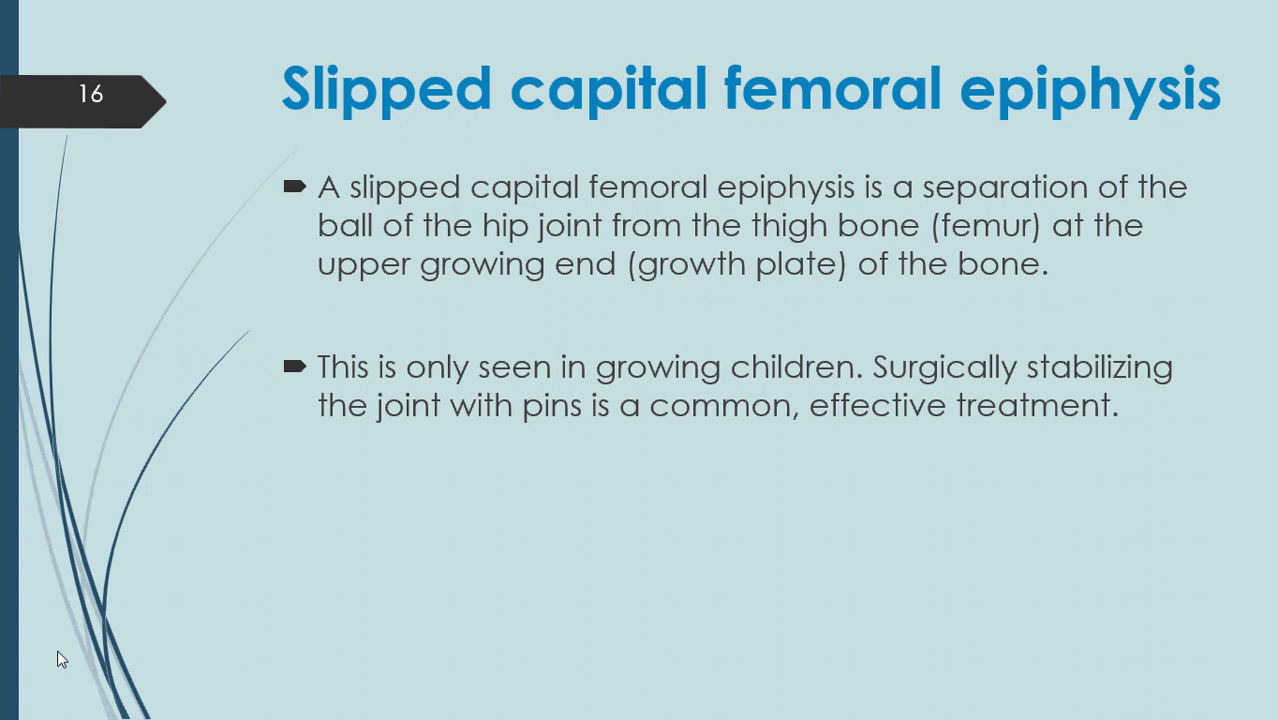 16
Slipped capital femoral epiphysis
A slipped capital femoral epiphysis is a separation of the
ball of the hip joint from the thigh bone (femur) at the
upper growing end (growth plate) of the bone.
This is only seen in growing children. Surgically stabilizing
the joint with pins is a common, effective treatment.